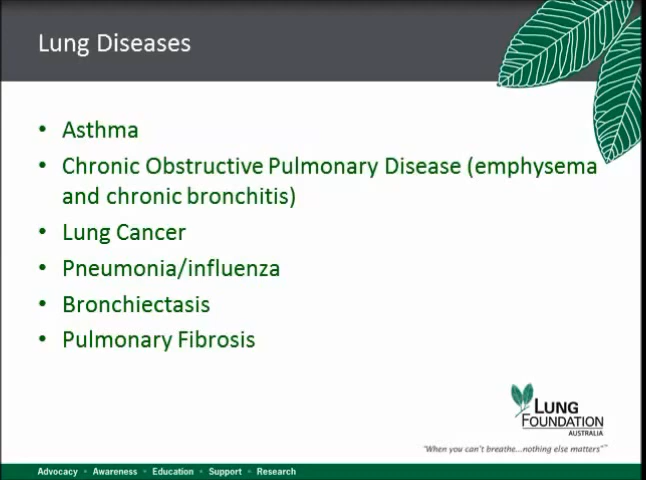 Lung Diseases
• Asthma
• Chronic Obstructive Pulmonary Disease (emphysema
and chronic bronchitis)
• Lung Cancer
• Pneumonia/influenza
• Bronchiectasis
• Pulmonary Fibrosis
LUNG
FOUNDATION
AUSTRALIA
"When you can't breathe...nothing else matters"™
Advocacy • Awareness • Education • Support • Research